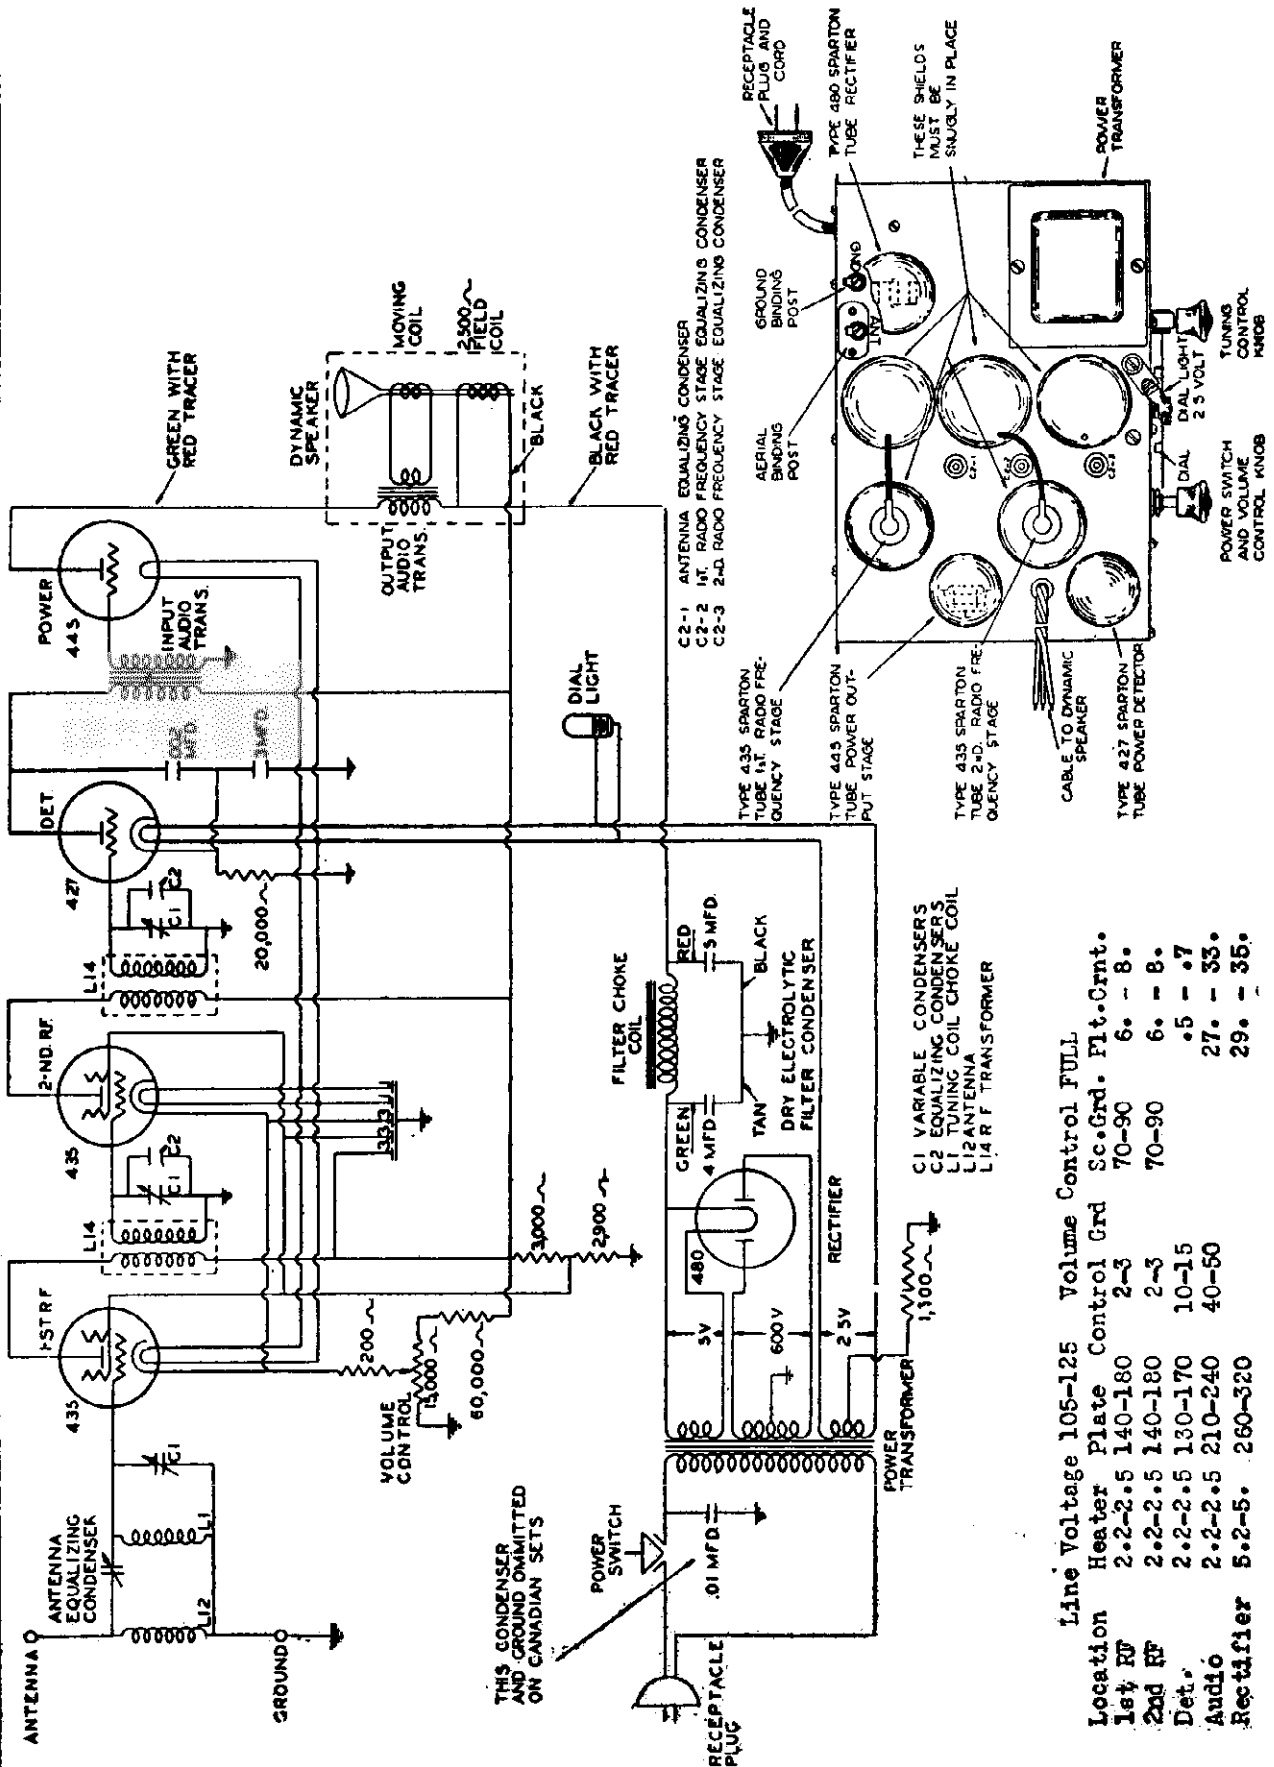 ANTENNA
ANTENNA
EQUALIZING
CONDENSER
L12
L1
C1
GROUND
1-ST RF
435
L14
C1
C2
2-ND. RF.
435
L14
C1
C2
DET.
427
20,000~
.002
MFD.
POWER
445
INPUT
AUDIO
TRANS.
GREEN WITH
RED TRACER
DYNAMIC
SPEAKER
OUTPUT
AUDIO
TRANS.
MOVING
COIL
2,500~
FIELD
COIL
BLACK
BLACK WITH
RED TRACER
200~
VOLUME
CONTROL
15,000~
60,000~
3,000~
2,900~
.3 .3 .3
DIAL
LIGHT
THIS CONDENSER
AND GROUND OMMITTED
ON CANADIAN SETS
POWER
SWITCH
.01 MFD.
RECEPTACLE
PLUG
POWER
TRANSFORMER
5V
600V
2 5V
1,300~
480
RECTIFIER
FILTER CHOKE
COIL
GREEN
4 MFD
TAN
RED
5 MFD.
BLACK
DRY ELECTROLYTIC
FILTER CONDENSER
C1 VARIABLE CONDENSERS
C2 EQUALIZING CONDENSERS
L1 TUNING COIL CHOKE COIL
L12 ANTENNA
L14 R F TRANSFORMER
C2-1 ANTENNA EQUALIZING CONDENSER
C2-2 1ST. RADIO FREQUENCY STAGE EQUALIZING CONDENSER
C2-3 2ND. RADIO FREQUENCY STAGE EQUALIZING CONDENSER
RECEPTACLE
PLUG AND
CORD
TYPE 480 SPARTON
TUBE RECTIFIER
THESE SHIELDS
MUST BE
SNUGLY IN PLACE
POWER
TRANSFORMER
GROUND
BINDING
POST
GND
ANT
AERIAL
BINDING
POST
C2-1
C2-2
C2-3
TYPE 435 SPARTON
TUBE 1ST. RADIO FRE-
QUENCY STAGE
TYPE 445 SPARTON
TUBE POWER OUT-
PUT STAGE
TYPE 435 SPARTON
TUBE 2ND. RADIO FRE-
QUENCY STAGE
CABLE TO DYNAMIC
SPEAKER
TYPE 427 SPARTON
TUBE POWER DETECTOR
POWER SWITCH
AND VOLUME
CONTROL KNOB
DIAL
DIAL LIGHT
2 5 VOLT
TUNING
CONTROL
KNOB
Line Voltage 105-125 Volume Control FULL
Location Heater Plate Control Grd Sc.Grd. Plt.Crnt.
1st RF 2.2-2.5 140-180 2-3 70-90 6. - 8.
2nd RF 2.2-2.5 140-180 2-3 70-90 6. - 8.
Det. 2.2-2.5 130-170 10-15 .5 - .7
Audio 2.2-2.5 210-240 40-50 27. - 33.
Rectifier 5.2-5. 260-320 29. - 35.